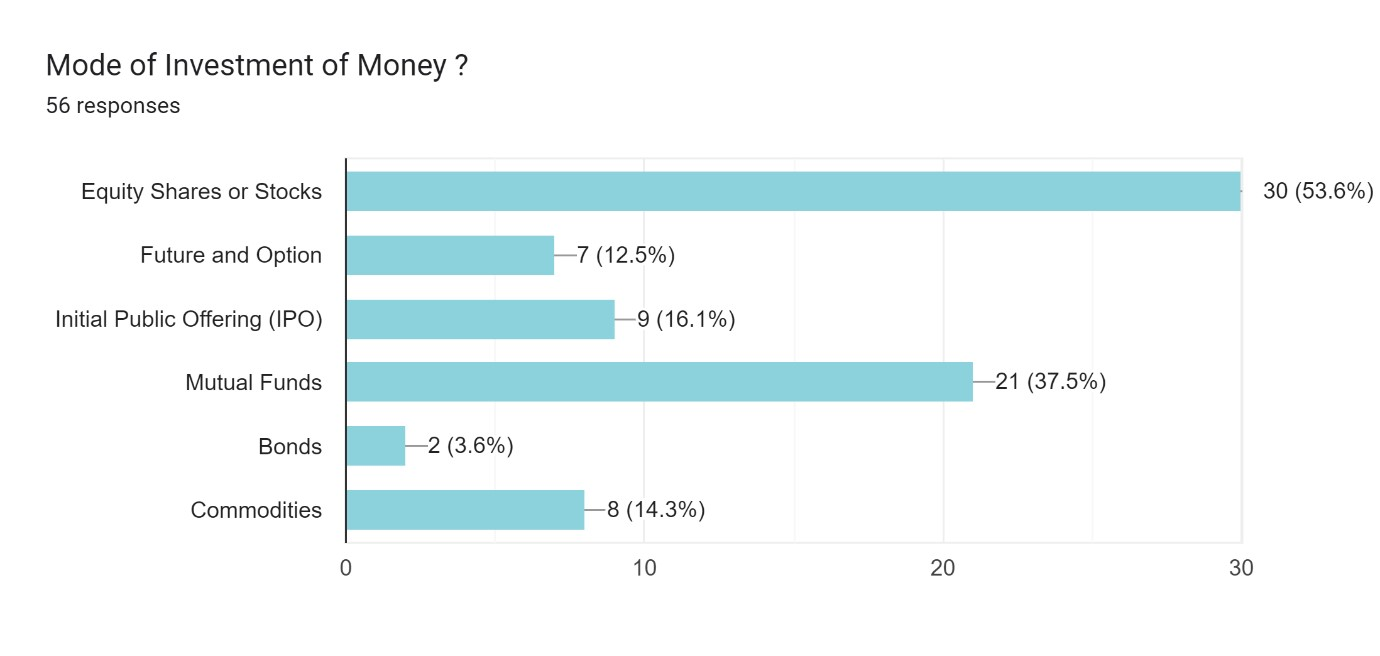 Mode of Investment of Money ?
56 responses
Equity Shares or Stocks 30 (53.6%)
Future and Option 7 (12.5%)
Initial Public Offering (IPO) 9 (16.1%)
Mutual Funds 21 (37.5%)
Bonds 2 (3.6%)
Commodities 8 (14.3%)
0 10 20 30